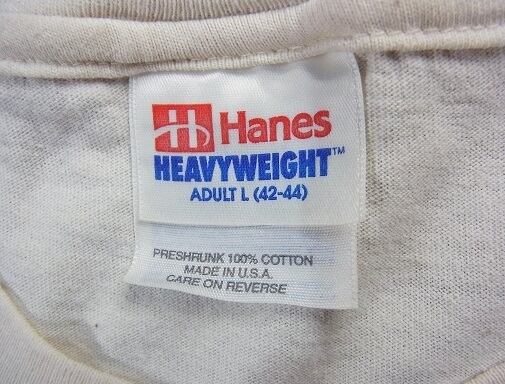 Hanes
HEAVYWEIGHT™
ADULT L (42-44)
PRESHRUNK 100% COTTON
MADE IN U.S.A.
CARE ON REVERSE